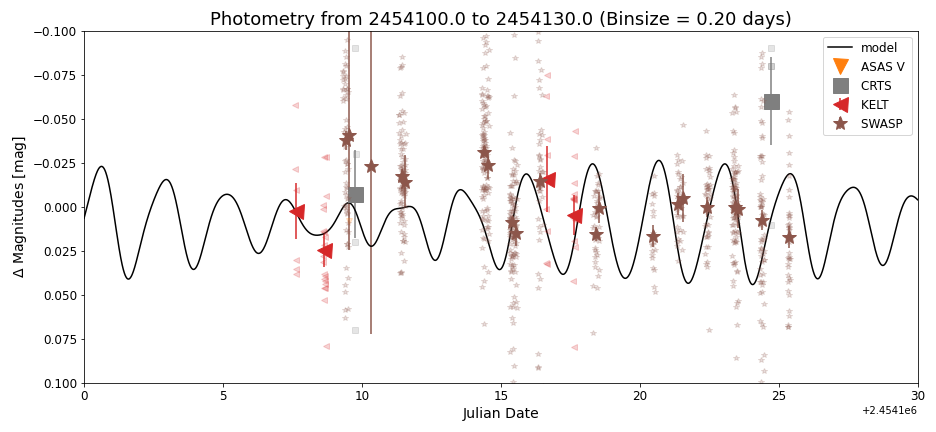 Photometry from 2454100.0 to 2454130.0 (Binsize = 0.20 days)
−0.100
−0.075
−0.050
−0.025
0.000
0.025
0.050
0.075
0.100
Δ Magnitudes [mag]
model
ASAS V
CRTS
KELT
SWASP
0 5 10 15 20 25 30
Julian Date
+2.4541e6